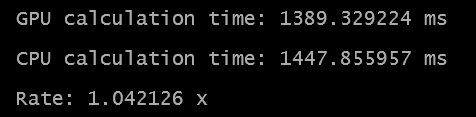 GPU calculation time: 1389.329224 ms
CPU calculation time: 1447.855957 ms
Rate: 1.042126 x